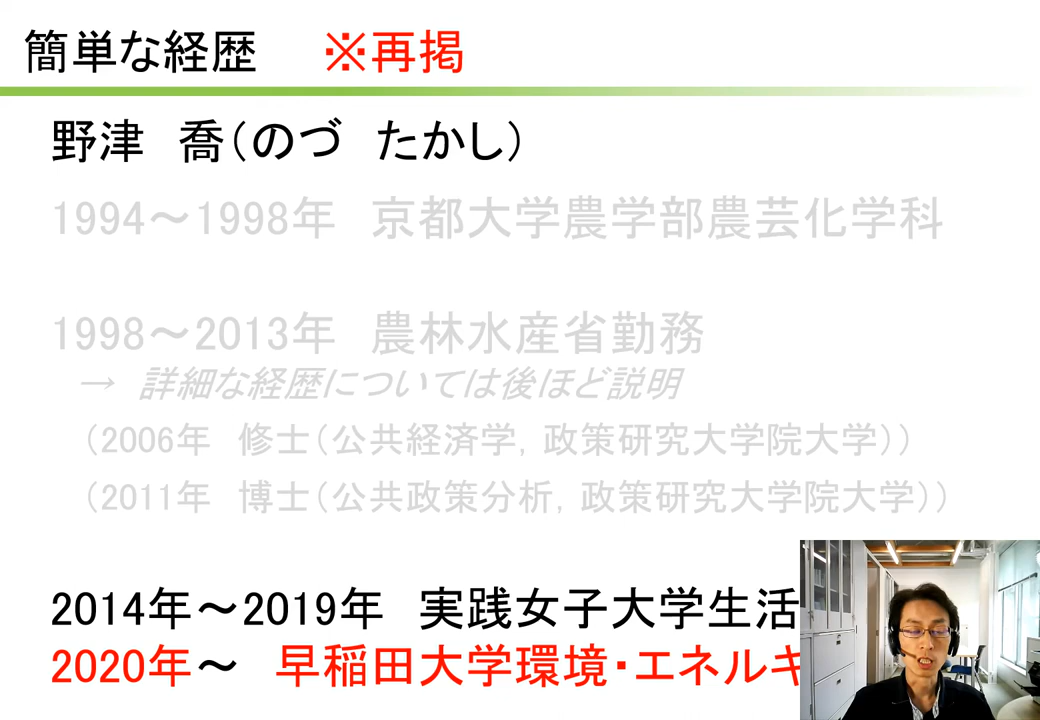 簡単な経歴　※再掲
野津　喬（のづ　たかし）
1994～1998年　京都大学農学部農芸化学科
1998～2013年　農林水産省勤務
→　詳細な経歴については後ほど説明
（2006年　修士（公共経済学，政策研究大学院大学））
（2011年　博士（公共政策分析，政策研究大学院大学））
2014年～2019年　実践女子大学生活
2020年～　早稲田大学環境・エネルギ